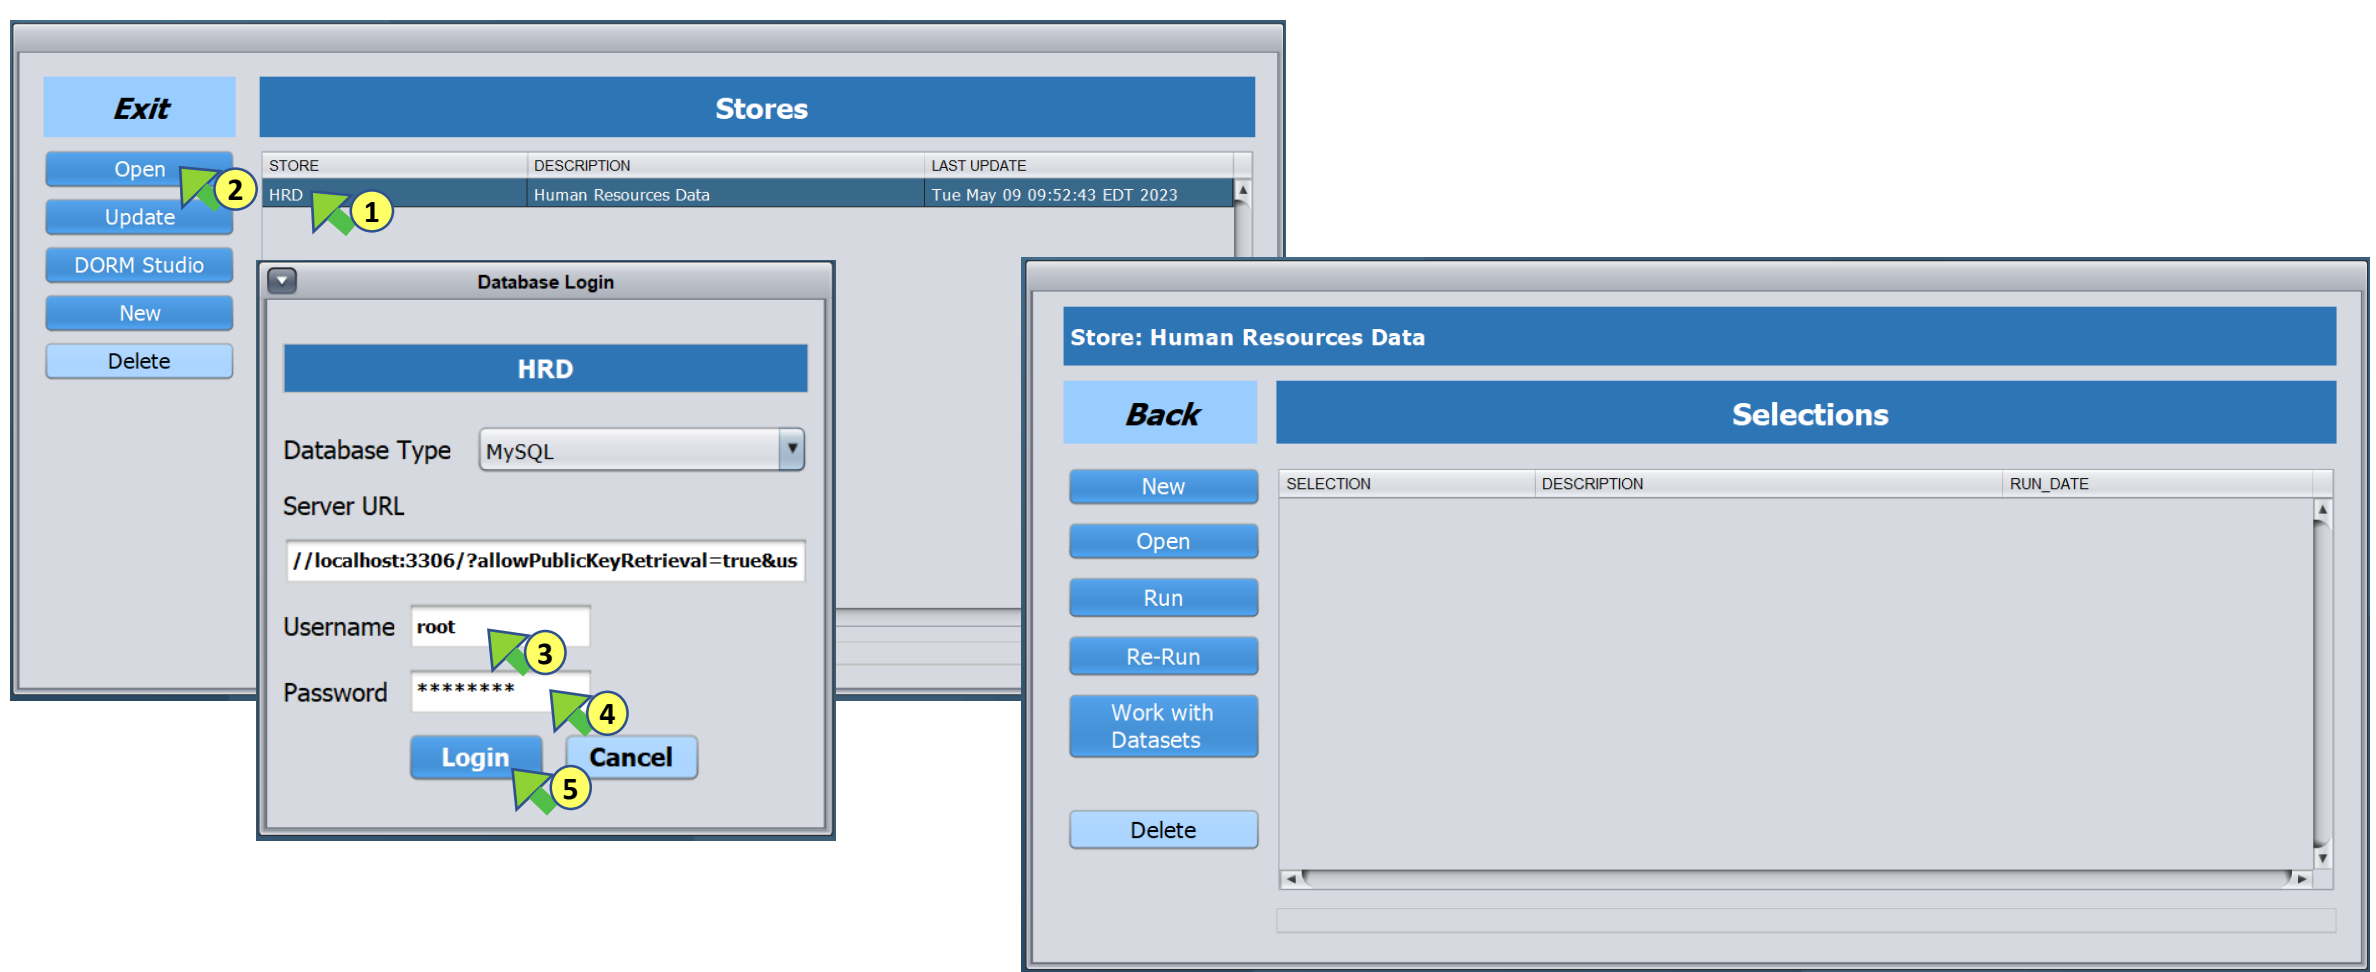 Exit
Stores
Open
2
Update
DORM Studio
New
Delete
STORE DESCRIPTION LAST UPDATE
HRD Human Resources Data Tue May 09 09:52:43 EDT 2023
1
Database Login
HRD
Database Type MySQL
Server URL
//localhost:3306/?allowPublicKeyRetrieval=true&us
Username root
3
Password ********
4
Login Cancel
5
Store: Human Resources Data
Back
Selections
New
Open
Run
Re-Run
Work with
Datasets
Delete
SELECTION DESCRIPTION RUN_DATE